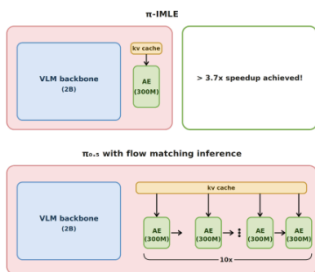 π-IMLE
kv cache
VLM backbone
(2B)
AE
(300M)
> 3.7x speedup achieved!
π₀.₅ with flow matching inference
kv cache
VLM backbone
(2B)
AE
(300M)
AE
(300M)
AE
(300M)
AE
(300M)
10x